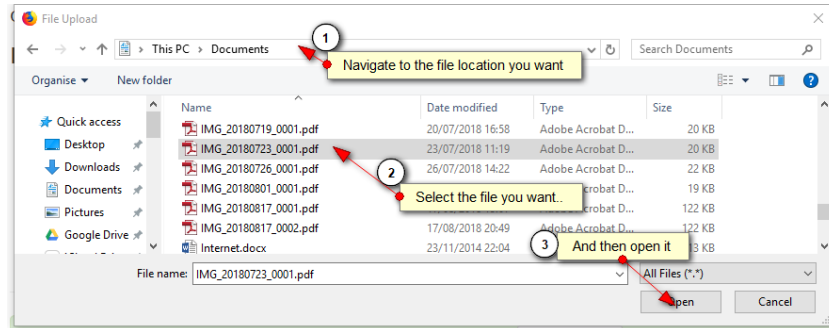 File Upload
1
This PC > Documents
Search Documents
Navigate to the file location you want
Organise
New folder
Name
Date modified
Type
Size
Quick access
Desktop
Downloads
Documents
Pictures
Google Drive
IMG_20180719_0001.pdf 20/07/2018 16:58 Adobe Acrobat D... 20 KB
IMG_20180723_0001.pdf 23/07/2018 11:19 Adobe Acrobat D... 20 KB
IMG_20180726_0001.pdf 26/07/2018 14:22 Adobe Acrobat D... 22 KB
2
IMG_20180801_0001.pdf 19 KB
Select the file you want..
IMG_20180817_0001.pdf 122 KB
IMG_20180817_0002.pdf 17/08/2018 20:49 Adobe Acrobat D... 122 KB
Internet.docx 23/11/2014 22:04
3
And then open it
File name: IMG_20180723_0001.pdf
All Files (*.*)
Open
Cancel